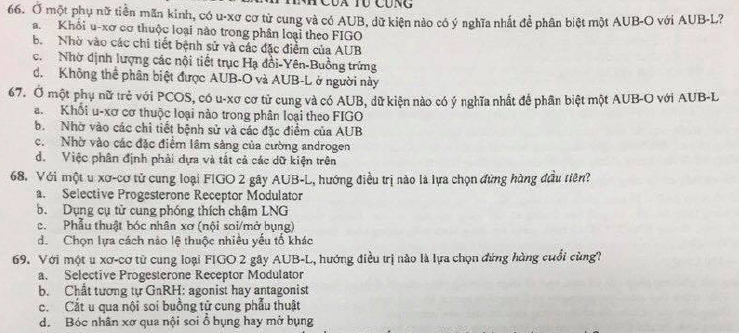 CỦA TỬ CUNG
66. Ở một phụ nữ tiền mãn kinh, có u-xơ cơ tử cung và có AUB, dữ kiện nào có ý nghĩa nhất để phân biệt một AUB-O với AUB-L?
a. Khối u-xơ cơ thuộc loại nào trong phân loại theo FIGO
b. Nhờ vào các chi tiết bệnh sử và các đặc điểm của AUB
c. Nhờ định lượng các nội tiết trục Hạ đồi-Yên-Buồng trứng
d. Không thể phân biệt được AUB-O và AUB-L ở người này
67. Ở một phụ nữ trẻ với PCOS, có u-xơ cơ tử cung và có AUB, dữ kiện nào có ý nghĩa nhất để phân biệt một AUB-O với AUB-L
a. Khối u-xơ cơ thuộc loại nào trong phân loại theo FIGO
b. Nhờ vào các chi tiết bệnh sử và các đặc điểm của AUB
c. Nhờ vào các đặc điểm lâm sàng của cường androgen
d. Việc phân định phải dựa và tất cả các dữ kiện trên
68. Với một u xơ-cơ tử cung loại FIGO 2 gây AUB-L, hướng điều trị nào là lựa chọn đứng hàng đầu tiên?
a. Selective Progesterone Receptor Modulator
b. Dụng cụ tử cung phóng thích chậm LNG
c. Phẫu thuật bóc nhân xơ (nội soi/mở bụng)
d. Chọn lựa cách nào lệ thuộc nhiều yếu tố khác
69. Với một u xơ-cơ tử cung loại FIGO 2 gây AUB-L, hướng điều trị nào là lựa chọn đứng hàng cuối cùng?
a. Selective Progesterone Receptor Modulator
b. Chất tương tự GnRH: agonist hay antagonist
c. Cắt u qua nội soi buồng tử cung phẫu thuật
d. Bóc nhân xơ qua nội soi ổ bụng hay mở bụng